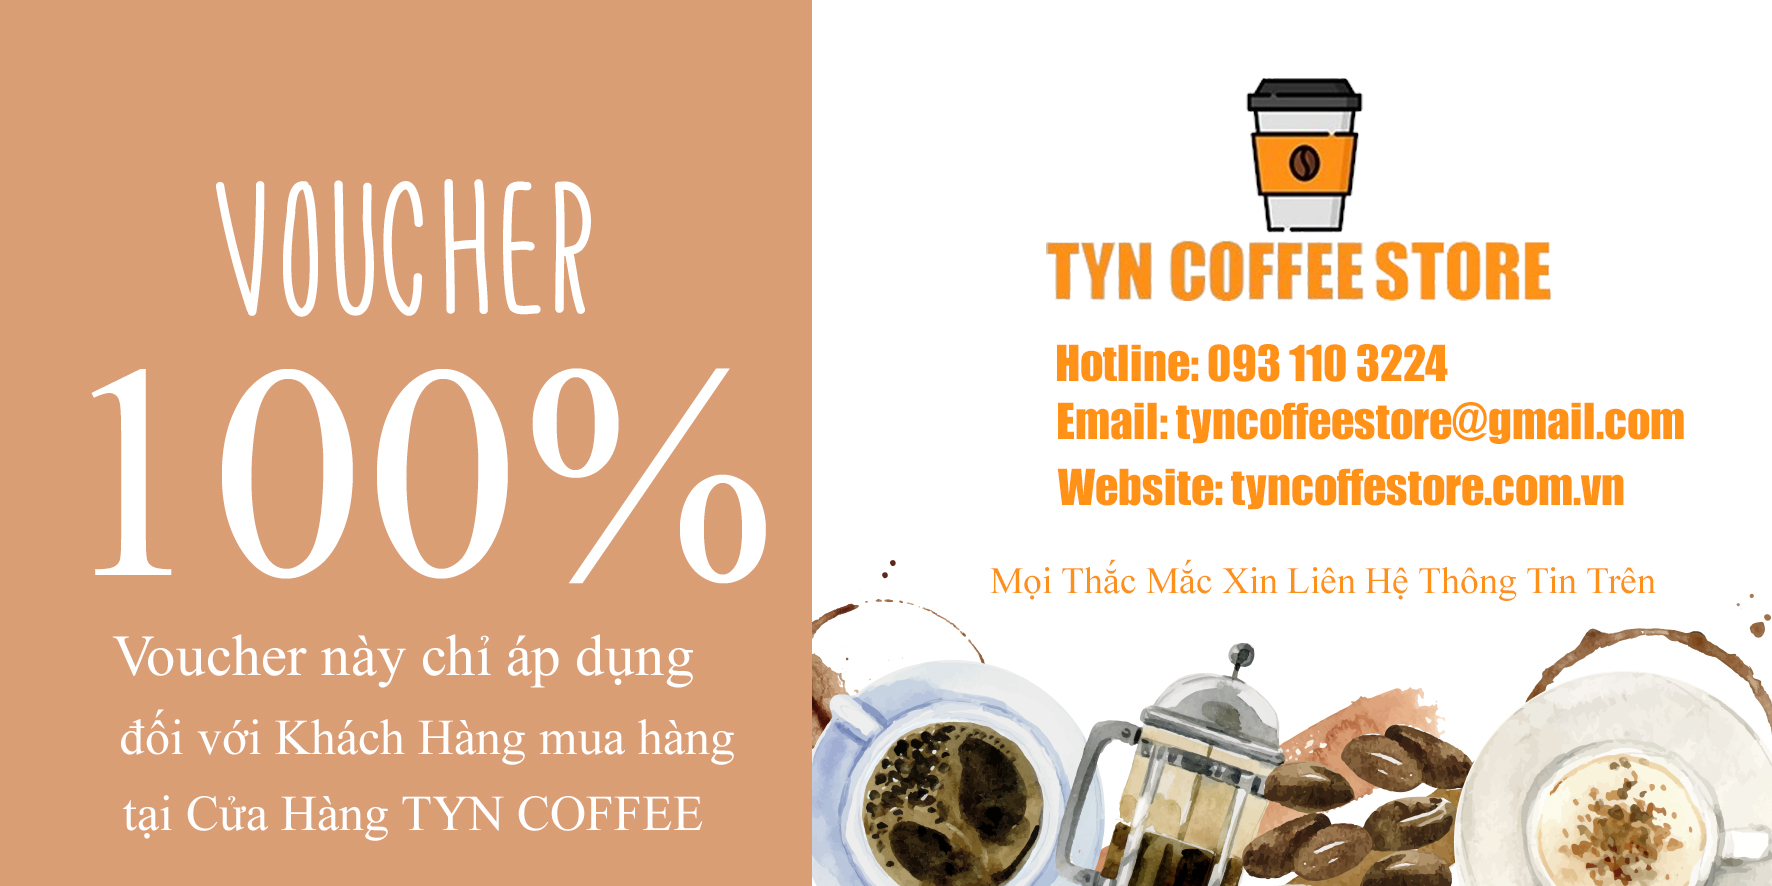 VOUCHER
100%
Voucher này chỉ áp dụng
đối với Khách Hàng mua hàng
tại Cửa Hàng TYN COFFEE
TYN COFFEE STORE
Hotline: 093 110 3224
Email: tyncoffeestore@gmail.com
Website: tyncoffestore.com.vn
Mọi Thắc Mắc Xin Liên Hệ Thông Tin Trên